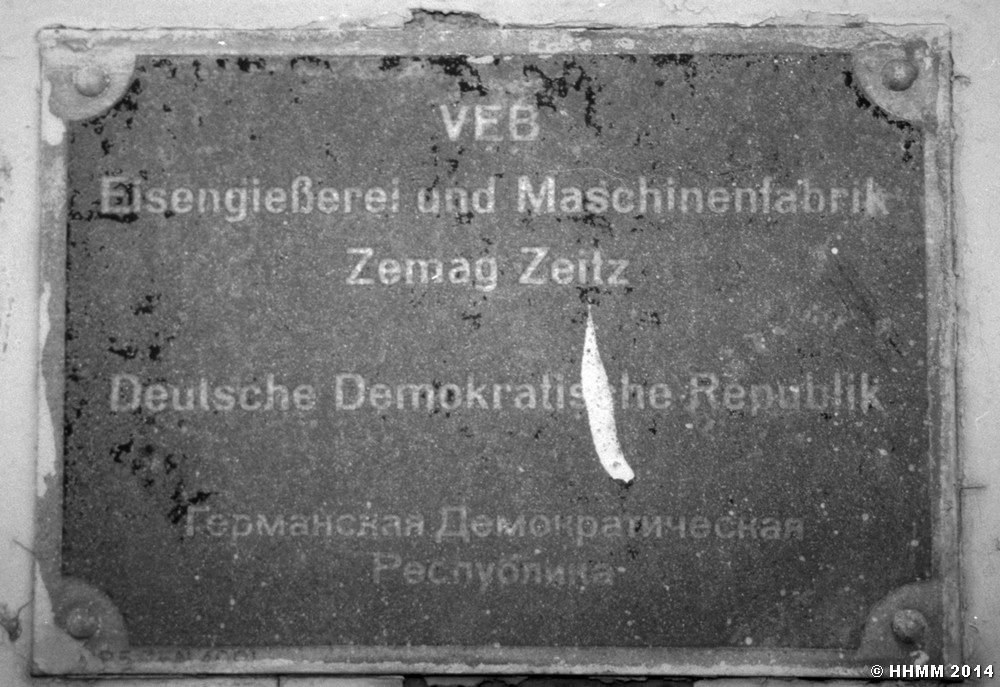 VEB
Eisengießerei und Maschinenfabrik
Zemag Zeitz
Deutsche Demokratische Republik
Германская Демократическая
Республика
© HHMM 2014